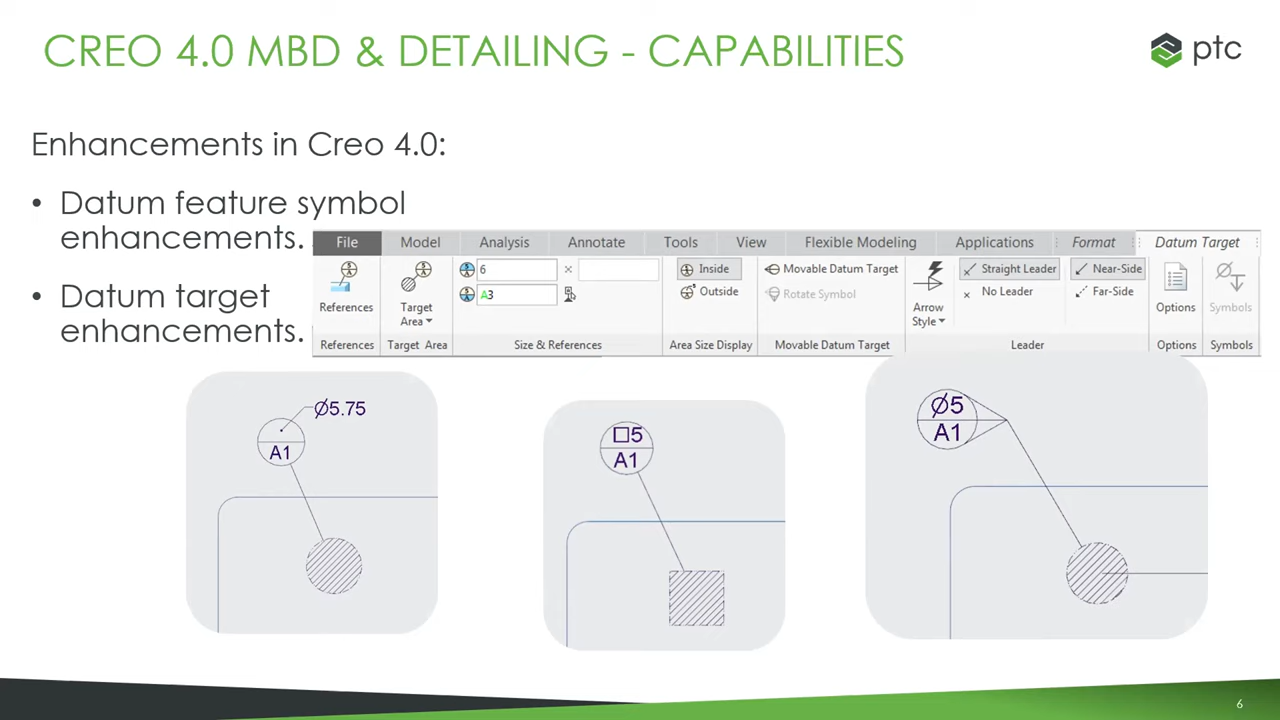 CREO 4.0 MBD & DETAILING - CAPABILITIES
ptc
Enhancements in Creo 4.0:
• Datum feature symbol
enhancements.
• Datum target
enhancements.
File Model Analysis Annotate Tools View Flexible Modeling Applications Format Datum Target
6 ×
A3
Inside
Outside
Movable Datum Target
Rotate Symbol
Straight Leader
No Leader
Near-Side
Far-Side
References
Target
Area
Arrow
Style
Options
Symbols
References Target Area Size & References Area Size Display Movable Datum Target Leader Options Symbols
Ø5.75
A1
□5
A1
Ø5
A1
6